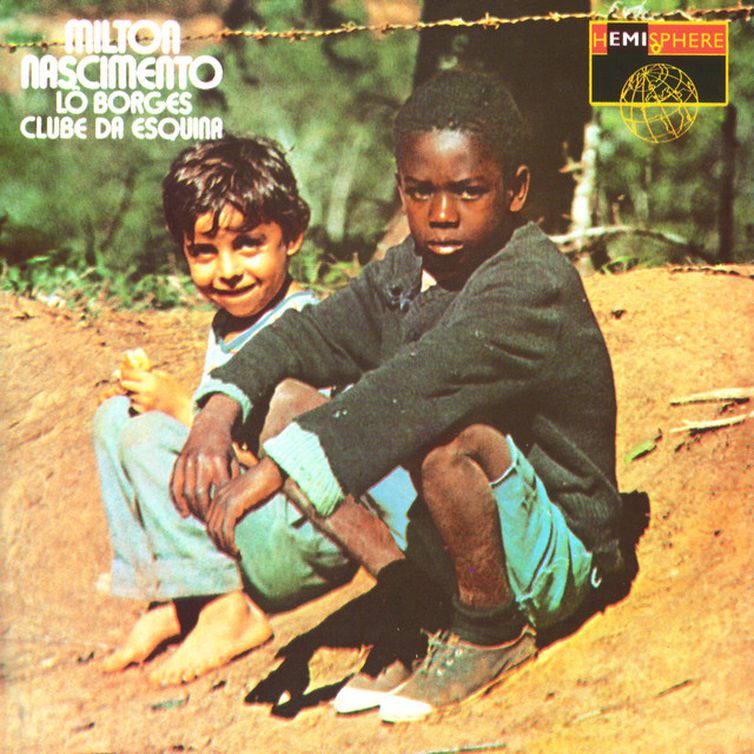 MILTON
NASCIMENTO
LÔ BORGES
CLUBE DA ESQUINA
HEMISPHERE